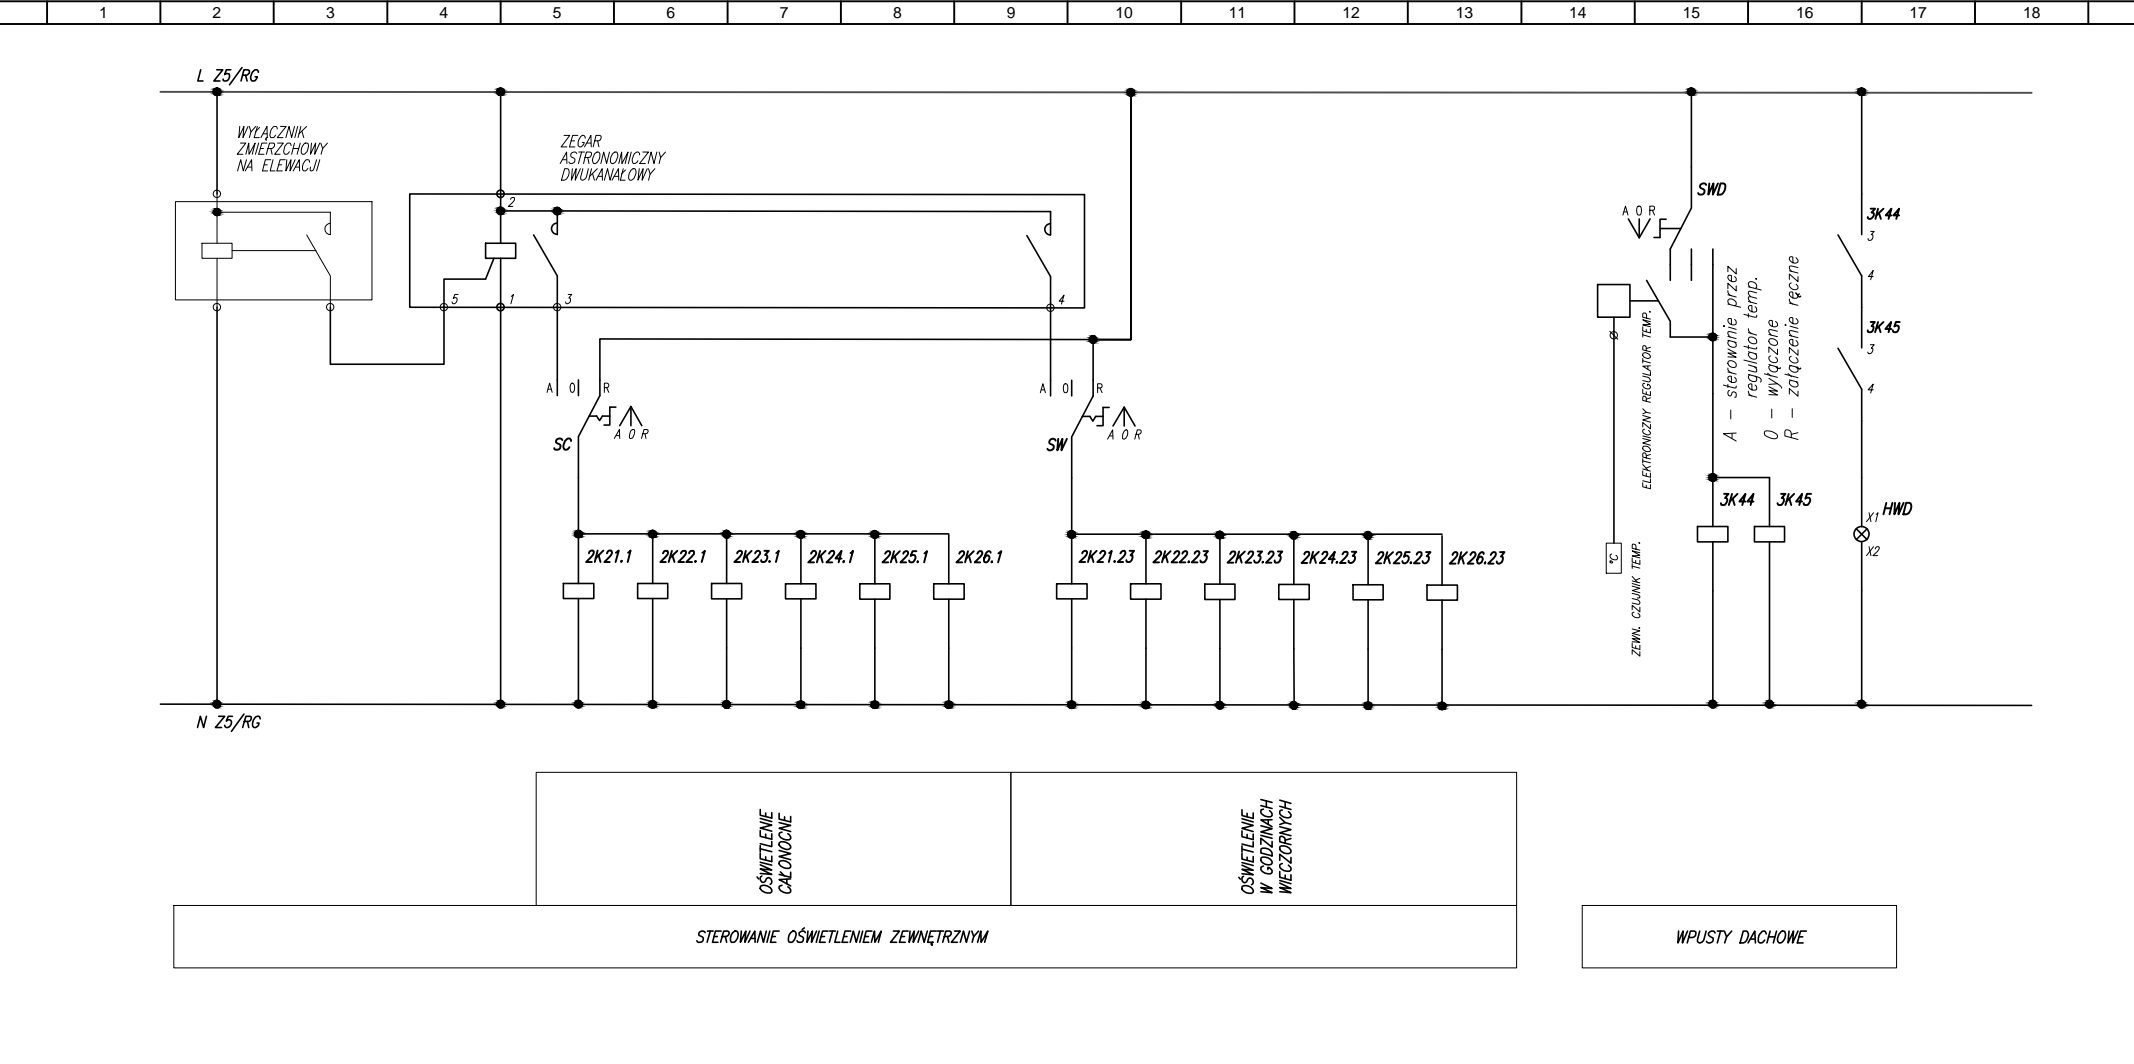 1 2 3 4 5 6 7 8 9 10 11 12 13 14 15 16 17 18
L Z5/RG
WYŁĄCZNIK
ZMIERZCHOWY
NA ELEWACJI
ZEGAR
ASTRONOMICZNY
DWUKANAŁOWY
2
5
1
3
4
A 0 R
A 0 R
SC
A 0 R
A 0 R
SW
SWD
A 0 R
ELEKTRONICZNY REGULATOR TEMP.
A – sterowanie przez
regulator temp.
O – wyłączone
R – załączenie ręczne
°C
ZEWN. CZUJNIK TEMP.
3K44
3
4
3K45
3
4
3K44 3K45
X1 HWD
X2
2K21.1 2K22.1 2K23.1 2K24.1 2K25.1 2K26.1
2K21.23 2K22.23 2K23.23 2K24.23 2K25.23 2K26.23
N Z5/RG
OŚWIETLENIE
CAŁONOCNE
OŚWIETLENIE
W GODZINACH
WIECZORNYCH
STEROWANIE OŚWIETLENIEM ZEWNĘTRZNYM
WPUSTY DACHOWE